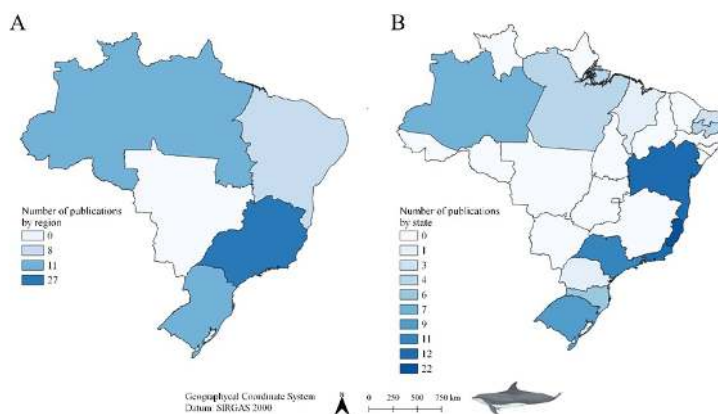 A
B
Number of publications
by region
0
8
11
27
Number of publications
by state
0
1
3
4
6
7
9
11
12
22
Geographycal Coordinate System
Datum: SIRGAS 2000
N
0 250 500 750 km